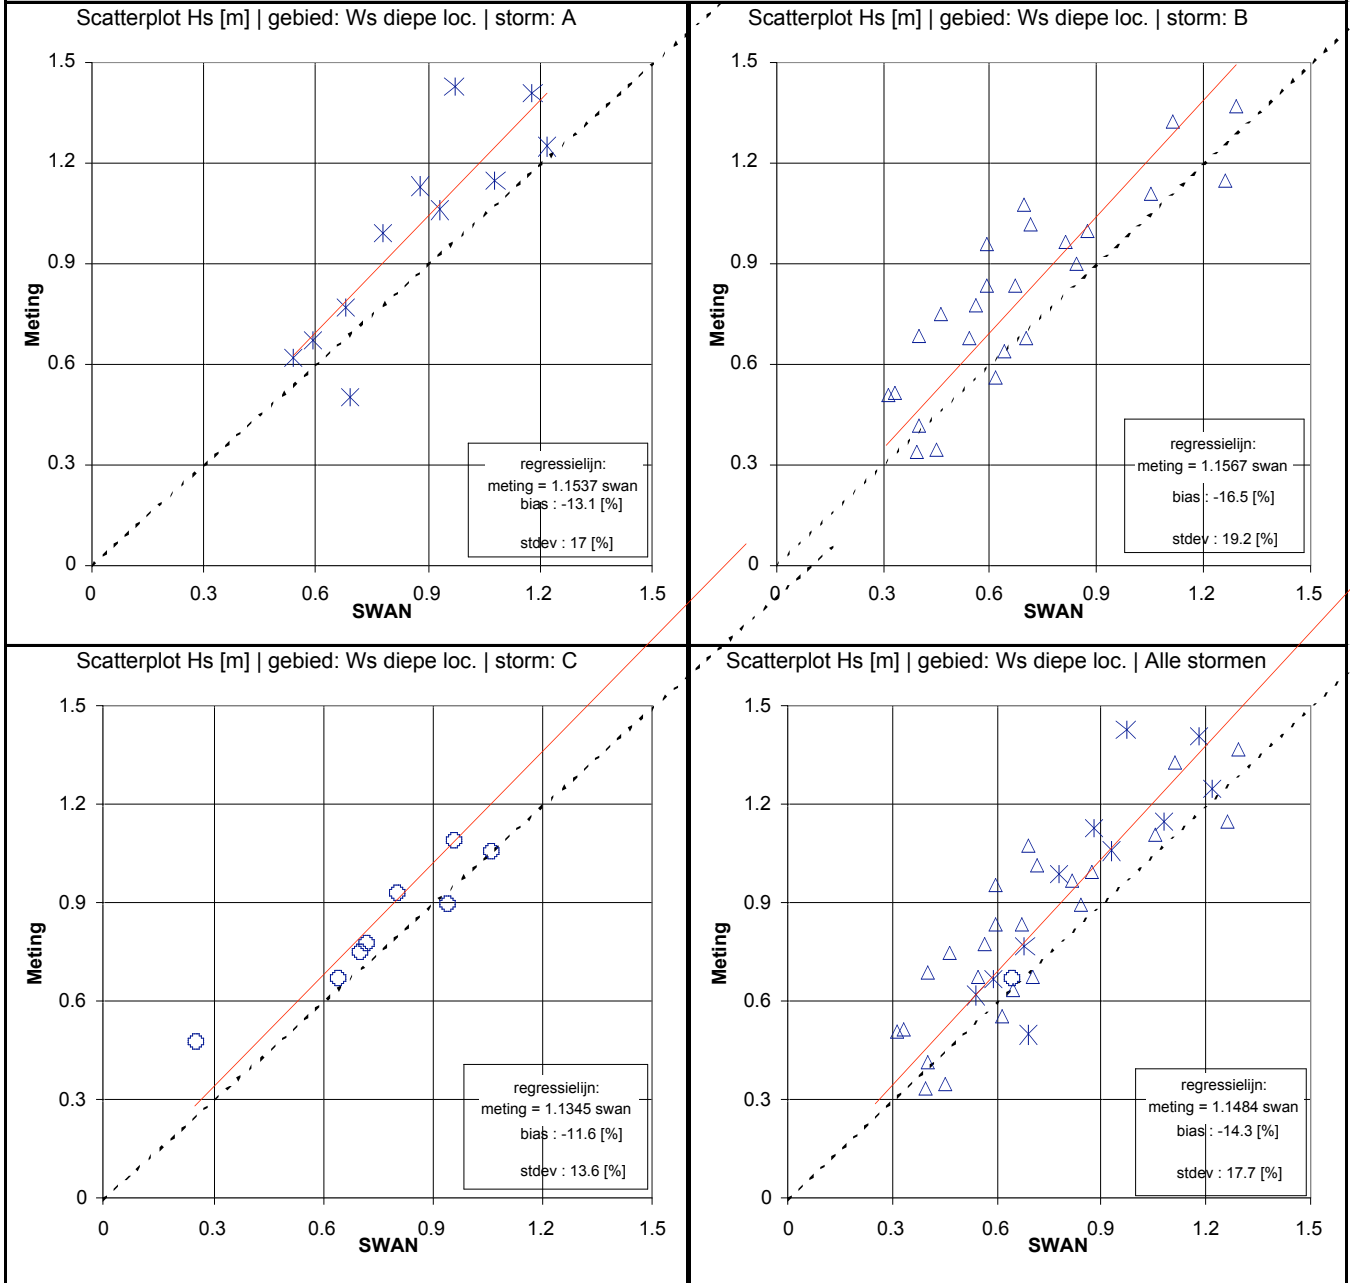 Scatterplot Hs [m] | gebied: Ws diepe loc. | storm: A
1.5
1.2
0.9
0.6
0.3
0
Meting
0 0.3 0.6 0.9 1.2 1.5
SWAN
regressielijn:
meting = 1.1537 swan
bias : -13.1 [%]
stdev : 17 [%]
Scatterplot Hs [m] | gebied: Ws diepe loc. | storm: B
1.5
1.2
0.9
0.6
0.3
0
Meting
0 0.3 0.6 0.9 1.2 1.5
SWAN
regressielijn:
meting = 1.1567 swan
bias : -16.5 [%]
stdev : 19.2 [%]
Scatterplot Hs [m] | gebied: Ws diepe loc. | storm: C
1.5
1.2
0.9
0.6
0.3
0
Meting
0 0.3 0.6 0.9 1.2 1.5
SWAN
regressielijn:
meting = 1.1345 swan
bias : -11.6 [%]
stdev : 13.6 [%]
Scatterplot Hs [m] | gebied: Ws diepe loc. | Alle stormen
1.5
1.2
0.9
0.6
0.3
0
Meting
0 0.3 0.6 0.9 1.2 1.5
SWAN
regressielijn:
meting = 1.1484 swan
bias : -14.3 [%]
stdev : 17.7 [%]